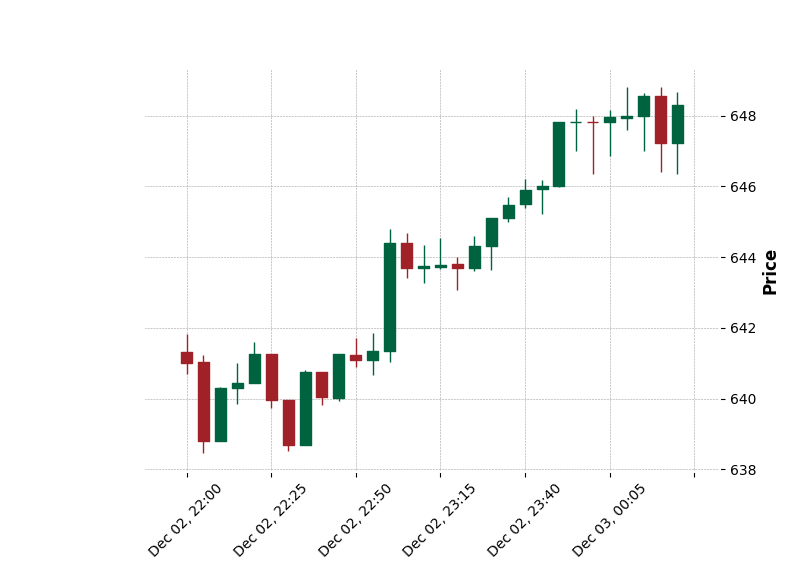 648
646
644
642
640
638
Price
Dec 02, 22:00
Dec 02, 22:25
Dec 02, 22:50
Dec 02, 23:15
Dec 02, 23:40
Dec 03, 00:05